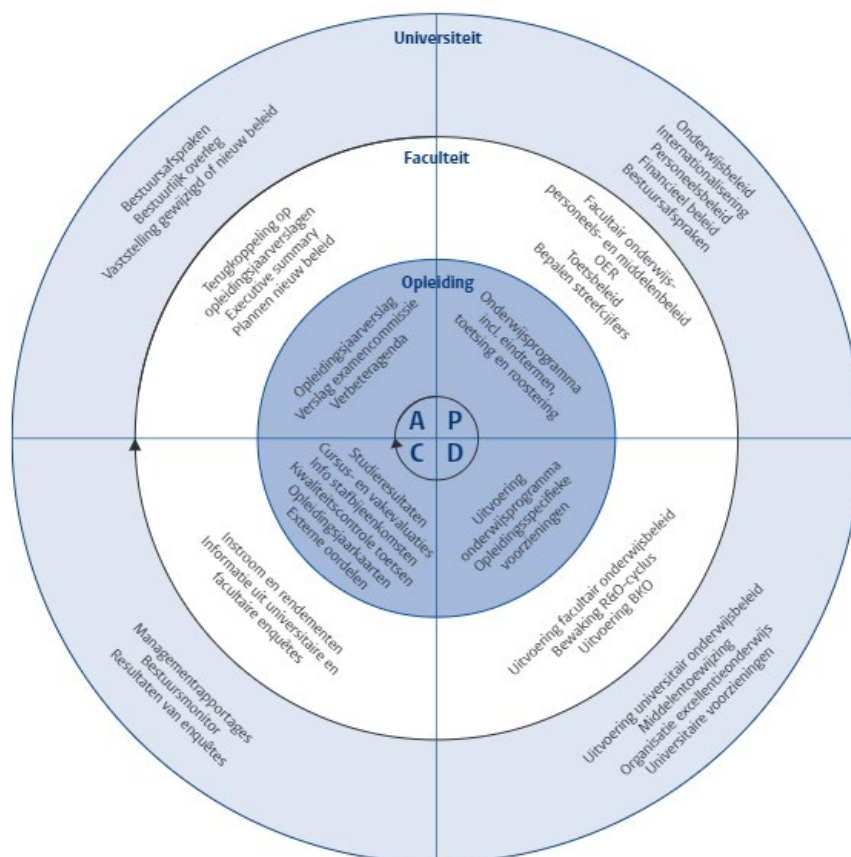 Universiteit
Bestuursafspraken
Bestuurlijk overleg
Vaststelling gewijzigd of nieuw beleid
Onderwijsbeleid
Internationalisering
Personeelsbeleid
Financieel beleid
Bestuursafspraken
Faculteit
Terugkoppeling op
opleidingsjaarverslagen
Executive summary
Plannen nieuw beleid
Facultair onderwijs-
personeels- en middelenbeleid
OER
Toetsbeleid
Bepalen streefcijfers
Opleiding
Opleidingsjaarverslag
Verslag examencommissie
Verbeteragenda
Onderwijsprogramma
incl. eindtermen,
toetsing en roostering
A P
C D
Studieresultaten
Cursus- en vakevaluaties
Info stafbijeenkomsten
Kwaliteitscontrole toetsen
Opleidingsjaarkaarten
Externe oordelen
Uitvoering
onderwijsprogramma
Opleidingsspecifieke
voorzieningen
Instroom en rendementen
Informatie uit universitaire en
facultaire enquêtes
Uitvoering facultair onderwijsbeleid
Bewaking R&O-cyclus
Uitvoering BKO
Managementrapportages
Bestuursmonitor
Resultaten van enquêtes
Uitvoering universitair onderwijsbeleid
Middelentoewijzing
Organisatie excellentieonderwijs
Universitaire voorzieningen